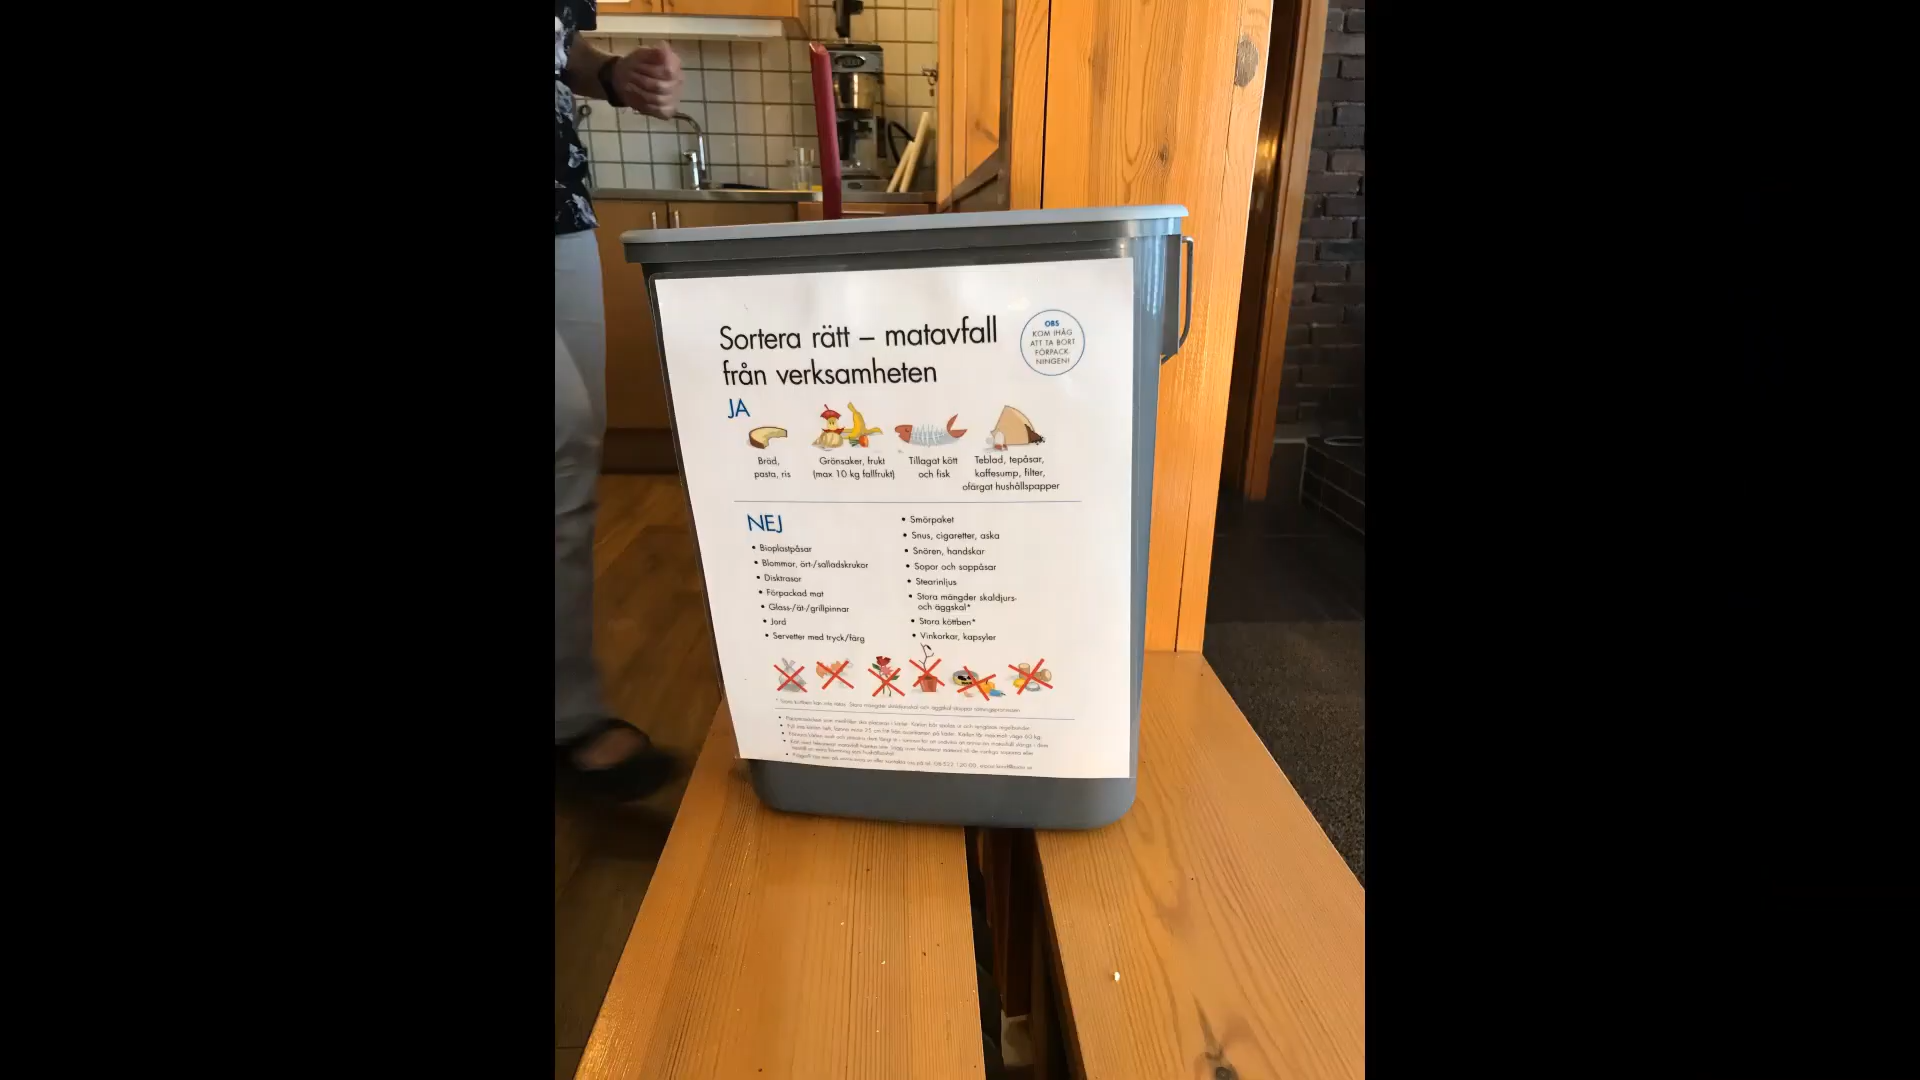 Sortera rätt – matavfall
från verksamheten
OBS
KOM IHÅG
ATT TA BORT
FÖRPACK-
NINGEN!
JA
Bröd,
pasta, ris
Grönsaker, frukt
(max 10 kg fallfrukt)
Tillagat kött
och fisk
Teblad, tepåsar,
kaffesump, filter,
ofärgat hushållspapper
NEJ
• Bioplastpåsar
• Blommor, ört-/salladskrukor
• Disktrasor
• Förpackad mat
• Glass-/ät-/grillpinnar
• Jord
• Servetter med tryck/färg
• Smörpaket
• Snus, cigaretter, aska
• Snören, handskar
• Sopor och soppåsar
• Stearinljus
• Stora mängder skaldjurs-
och äggskal*
• Stora köttben*
• Vinkorkar, kapsyler